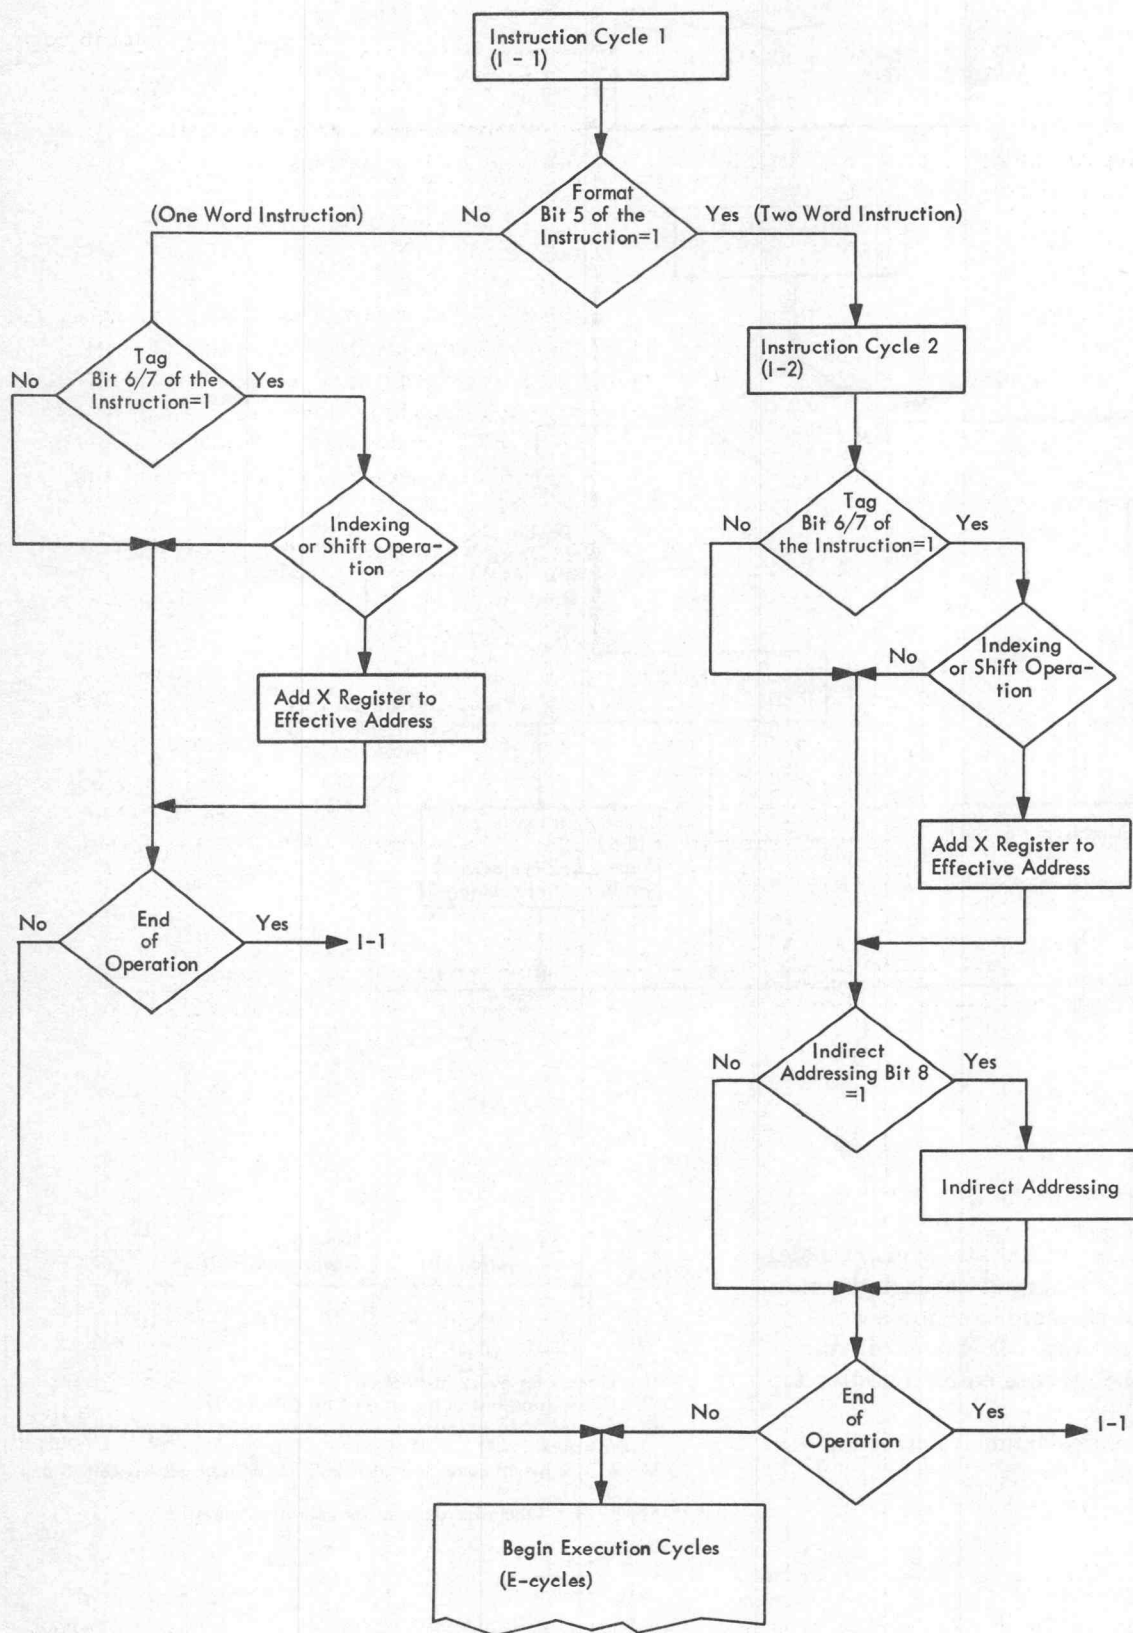 Instruction Cycle 1
(I - 1)
Format
Bit 5 of the
Instruction=1
(One Word Instruction)
No
Yes (Two Word Instruction)
Tag
Bit 6/7 of the
Instruction=1
No
Yes
Instruction Cycle 2
(I-2)
Indexing
or Shift Opera-
tion
Tag
Bit 6/7 of
the Instruction=1
No
Yes
Add X Register to
Effective Address
No
No
Indexing
or Shift Opera-
tion
Add X Register to
Effective Address
No
End
of
Operation
Yes
I-1
No
Indirect
Addressing Bit 8
=1
Yes
Indirect Addressing
No
End
of
Operation
Yes
I-1
Begin Execution Cycles
(E-cycles)